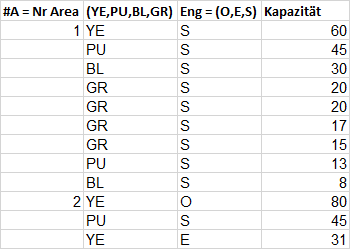 #A = Nr Area (YE,PU,BL,GR) Eng = (O,E,S) Kapazität
1 YE S 60
PU S 45
BL S 30
GR S 20
GR S 20
GR S 17
GR S 15
PU S 13
BL S 8
2 YE O 80
PU S 45
YE E 31